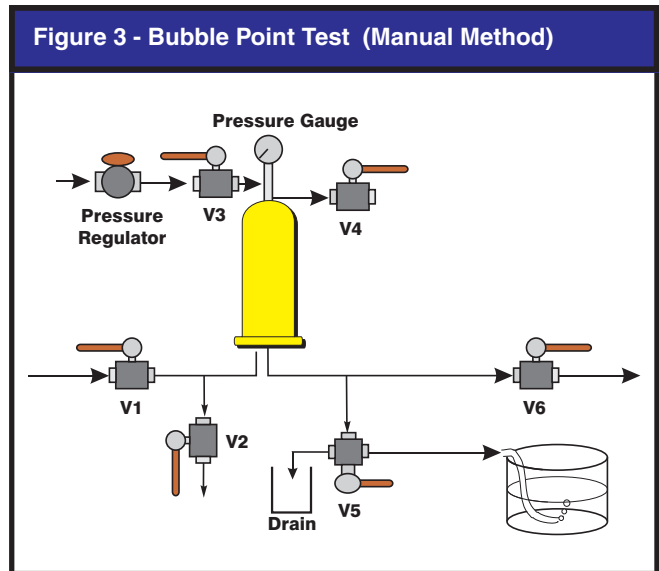 Figure 3 - Bubble Point Test (Manual Method)
Pressure Gauge
Pressure
Regulator
V3
V4
V1
V2
V6
Drain
V5